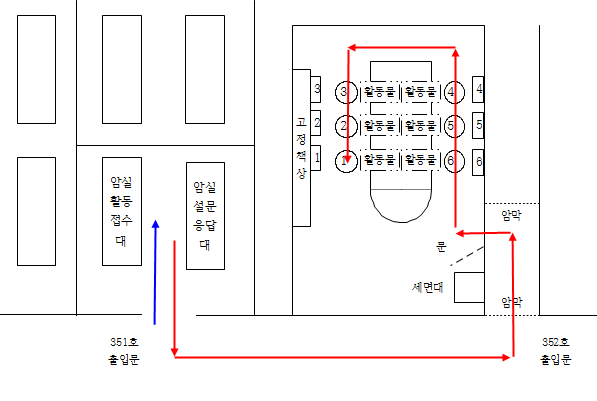 3 3 활동물 활동물 4 4
고
정
책
상
2 2 활동물 활동물 5 5
1 1 활동물 활동물 6 6
암실
활동
접수
대
암실
설문
응답
대
암막
문
세면대
암막
351호
출입문
352호
출입문